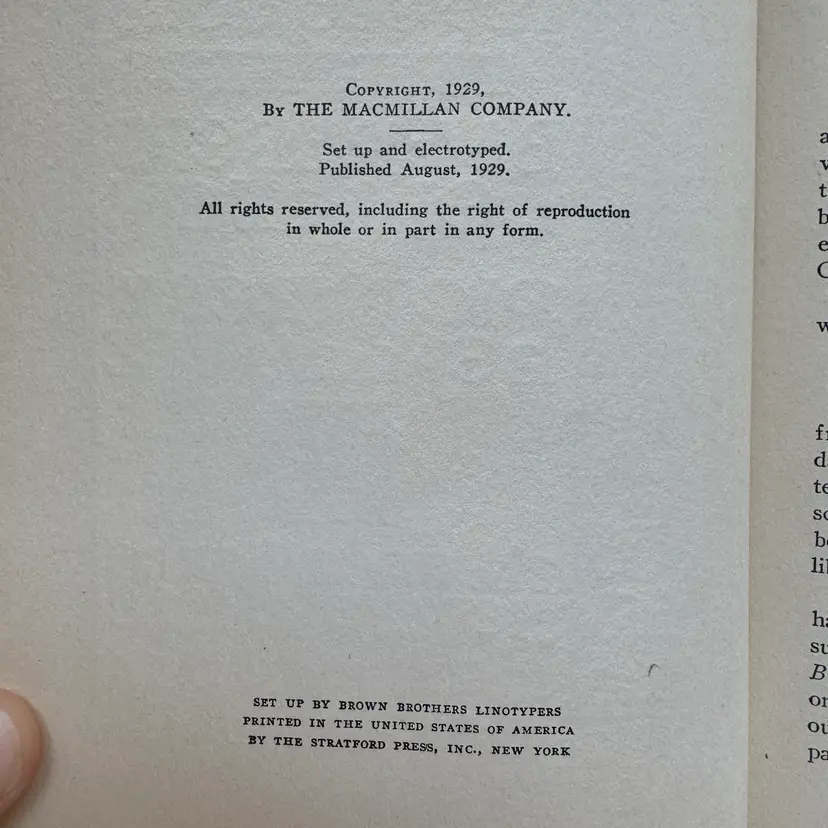 COPYRIGHT, 1929,
BY THE MACMILLAN COMPANY.
Set up and electrotyped.
Published August, 1929.
All rights reserved, including the right of reproduction
in whole or in part in any form.
SET UP BY BROWN BROTHERS LINOTYPERS
PRINTED IN THE UNITED STATES OF AMERICA
BY THE STRATFORD PRESS, INC., NEW YORK